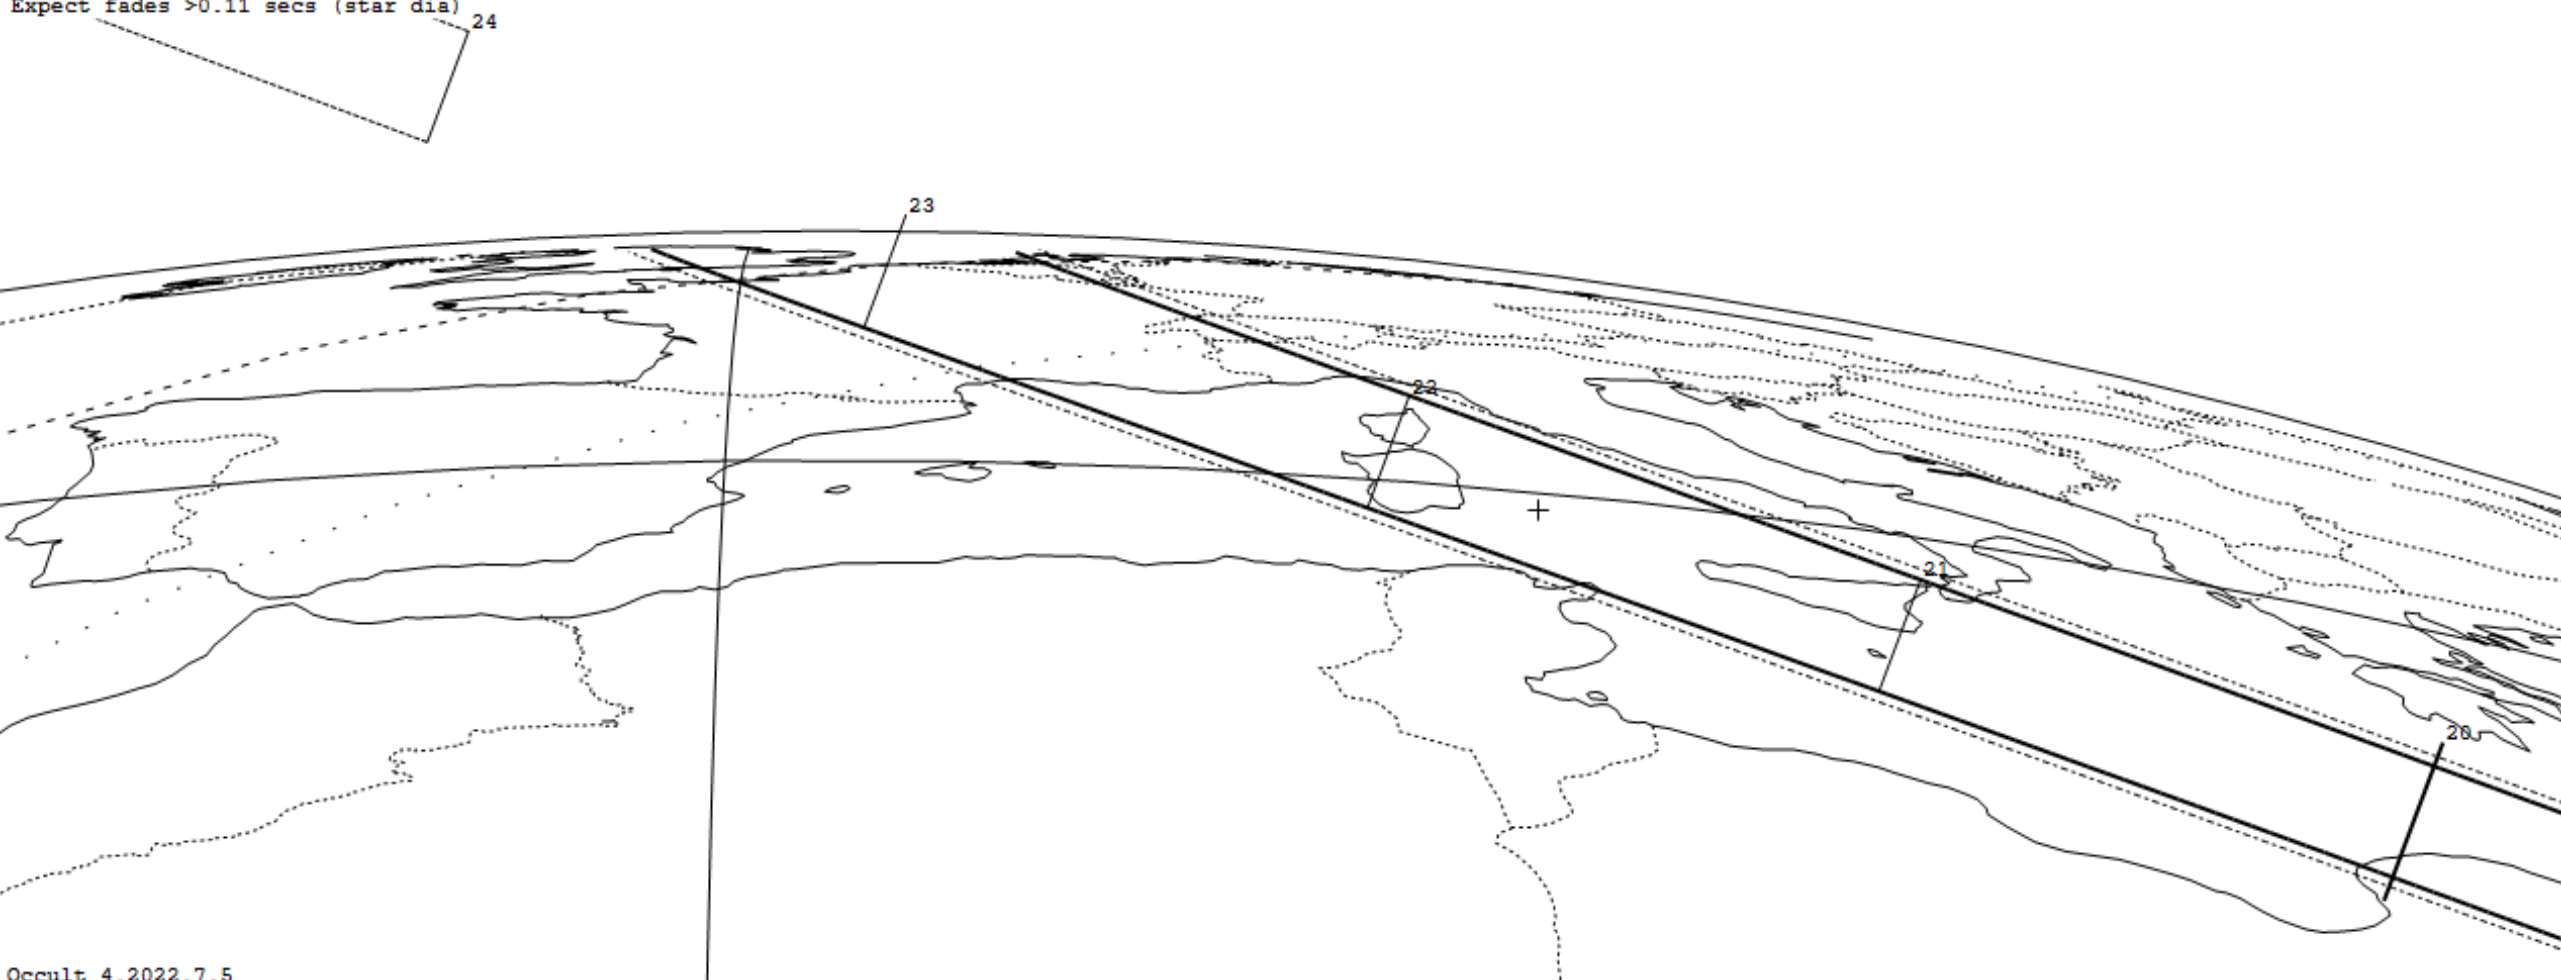 Expect fades >0.11 secs (star dia)
24
23
22
21
20
Occult 4.2022.7.5